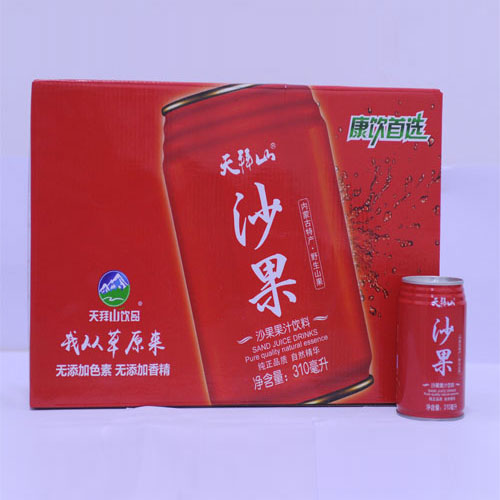 康饮首选
天拜山®
沙果
内蒙古特产·野生山果
沙果果汁饮料
SAND JUICE DRINKS
Pure quality natural essence
纯正品质 自然精华
净含量：310毫升
天拜山饮品
我从草原来
无添加色素 无添加香精
天拜山
沙果
沙果果汁饮料
净含量：310毫升